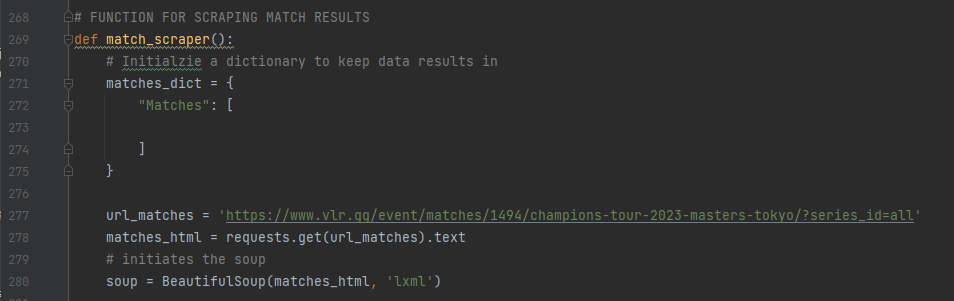 268 # FUNCTION FOR SCRAPING MATCH RESULTS
269 def match_scraper():
270 # Initialzie a dictionary to keep data results in
271 matches_dict = {
272 "Matches": [
273
274 ]
275 }
276
277 url_matches = 'https://www.vlr.gg/event/matches/1494/champions-tour-2023-masters-tokyo/?series_id=all'
278 matches_html = requests.get(url_matches).text
279 # initiates the soup
280 soup = BeautifulSoup(matches_html, 'lxml')